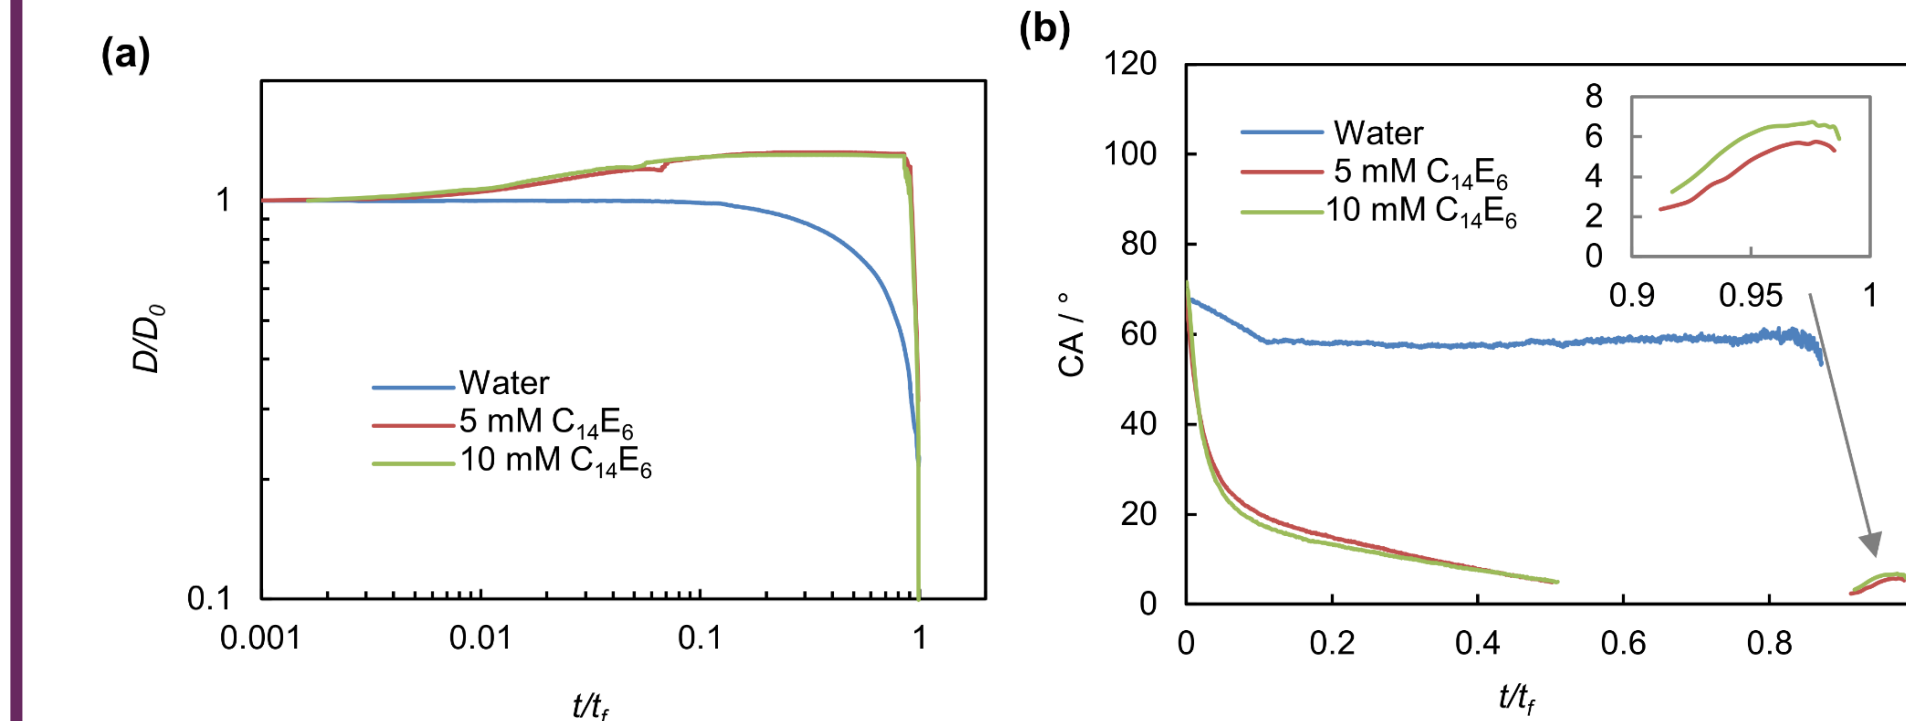 (a)
1
0.1
D/D₀
Water
5 mM C₁₄E₆
10 mM C₁₄E₆
0.001
0.01
0.1
1
t/t_f
(b)
120
100
80
60
40
20
0
CA / °
Water
5 mM C₁₄E₆
10 mM C₁₄E₆
8
6
4
2
0
0.9
0.95
1
0
0.2
0.4
0.6
0.8
t/t_f